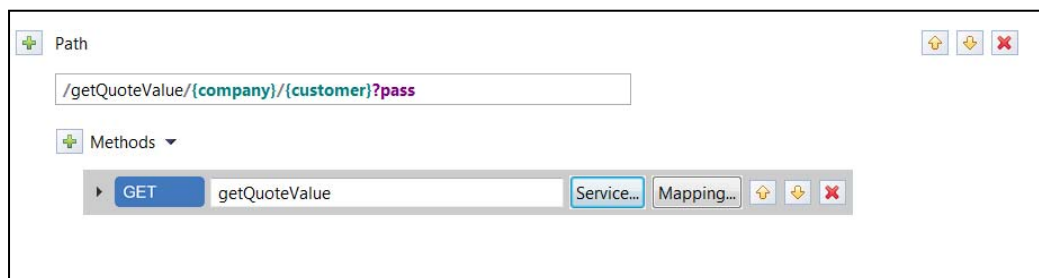 Path
/getQuoteValue/{company}/{customer}?pass
Methods
GET getQuoteValue Service... Mapping...